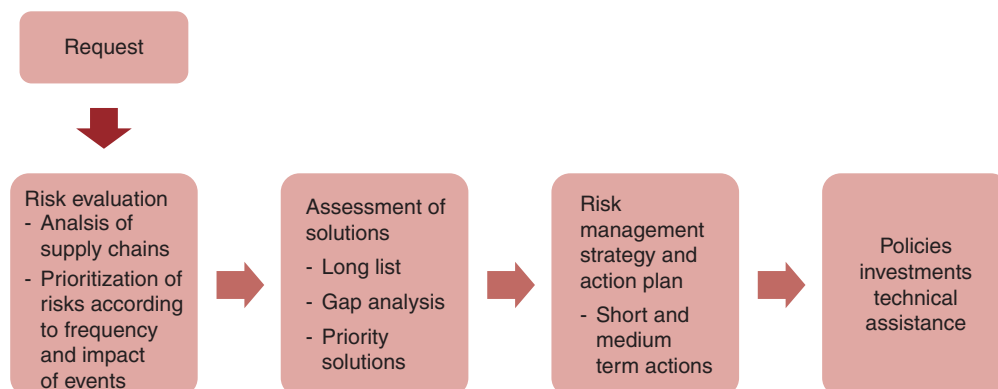 Request
Risk evaluation
- Analsis of
supply chains
- Prioritization of
risks according
to frequency
and impact
of events
Assessment of
solutions
- Long list
- Gap analysis
- Priority
solutions
Risk
management
strategy and
action plan
- Short and
medium
term actions
Policies
investments
technical
assistance